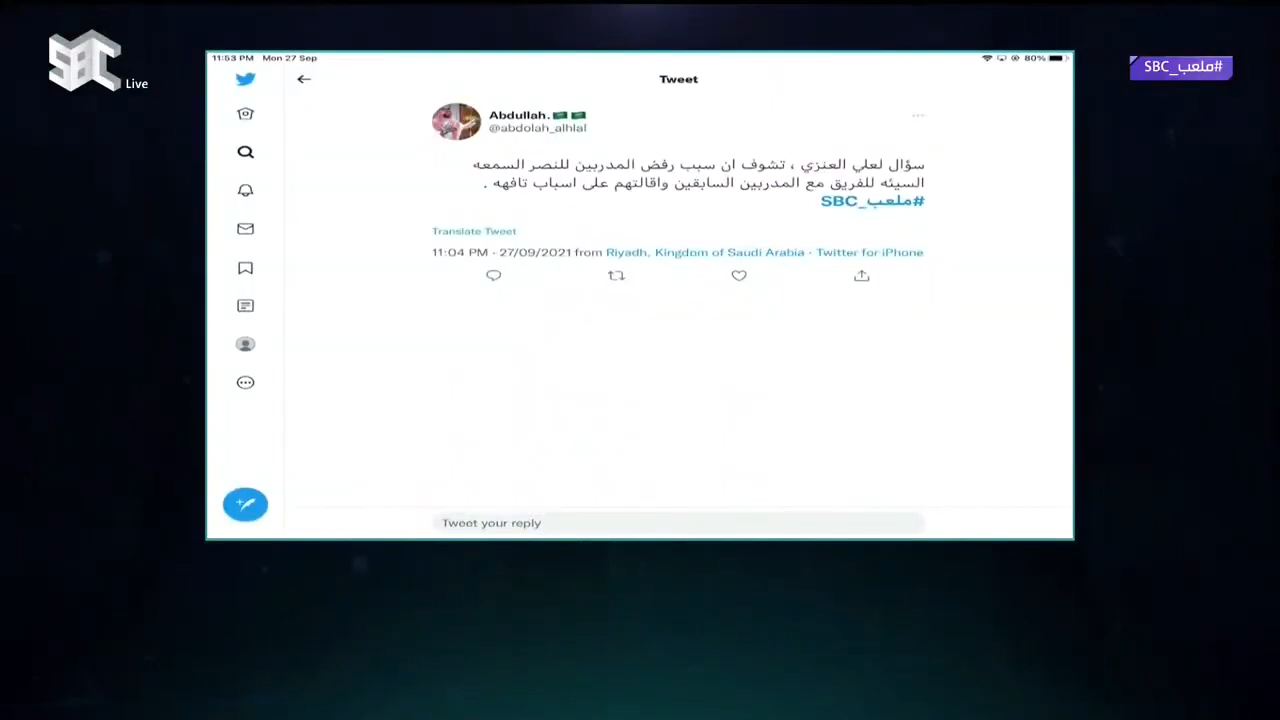 SBC
Live
#ملعب_SBC
11:53 PM Mon 27 Sep
80%
Tweet
Abdullah.🇸🇦🇸🇦
@abdolah_alhlal
سؤال لعلي العنزي ، تشوف ان سبب رفض المدربين للنصر السمعه
السيئه للفريق مع المدربين السابقين واقالتهم على اسباب تافهه .
#ملعب_SBC
Translate Tweet
11:04 PM · 27/09/2021 from Riyadh, Kingdom of Saudi Arabia · Twitter for iPhone
Tweet your reply